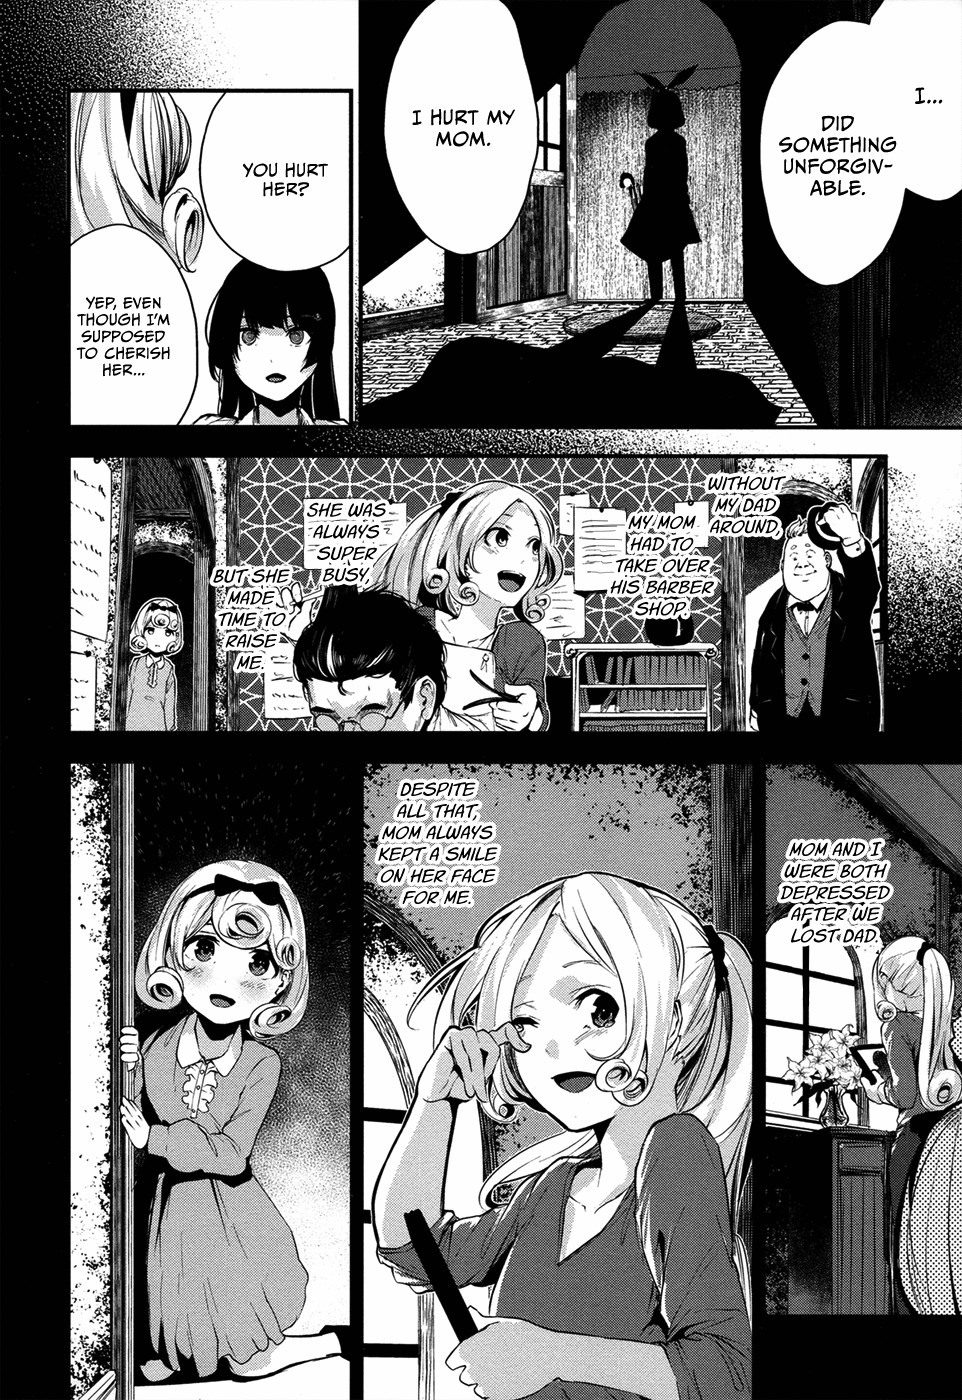 I...
DID
SOMETHING
UNFORGIV-
ABLE.
I HURT MY
MOM.
YOU HURT
HER?
YEP, EVEN
THOUGH I'M
SUPPOSED
TO CHERISH
HER...
WITHOUT
MY DAD
AROUND,
MY MOM
HAD TO
TAKE OVER
HIS BARBER
SHOP.
SHE WAS
ALWAYS
SUPER
BUSY,
BUT SHE
MADE
TIME TO
RAISE
ME.
MOM AND I
WERE BOTH
DEPRESSED
AFTER WE
LOST DAD.
DESPITE
ALL THAT,
MOM ALWAYS
KEPT A SMILE
ON HER FACE
FOR ME.